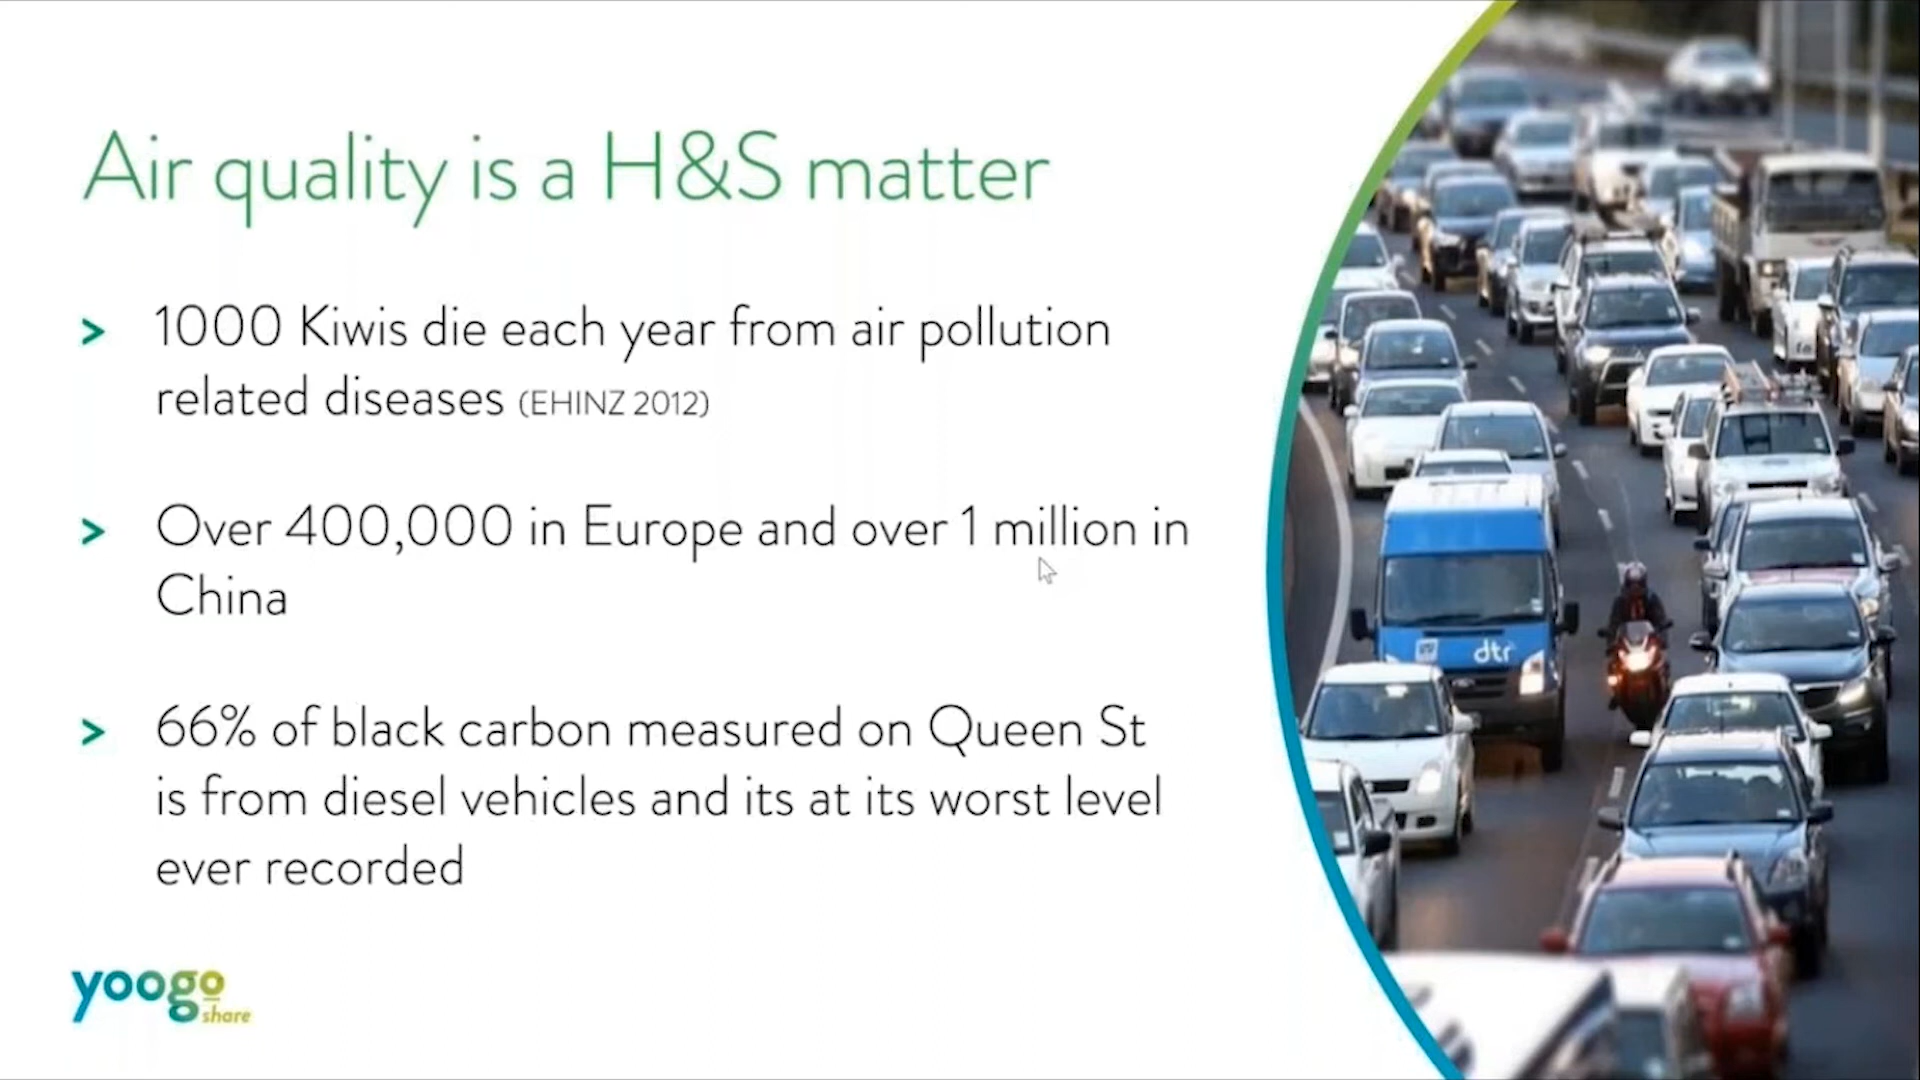 Air quality is a H&S matter
> 1000 Kiwis die each year from air pollution
related diseases (EHINZ 2012)
> Over 400,000 in Europe and over 1 million in
China
> 66% of black carbon measured on Queen St
is from diesel vehicles and its at its worst level
ever recorded
dtr
yoogo
share